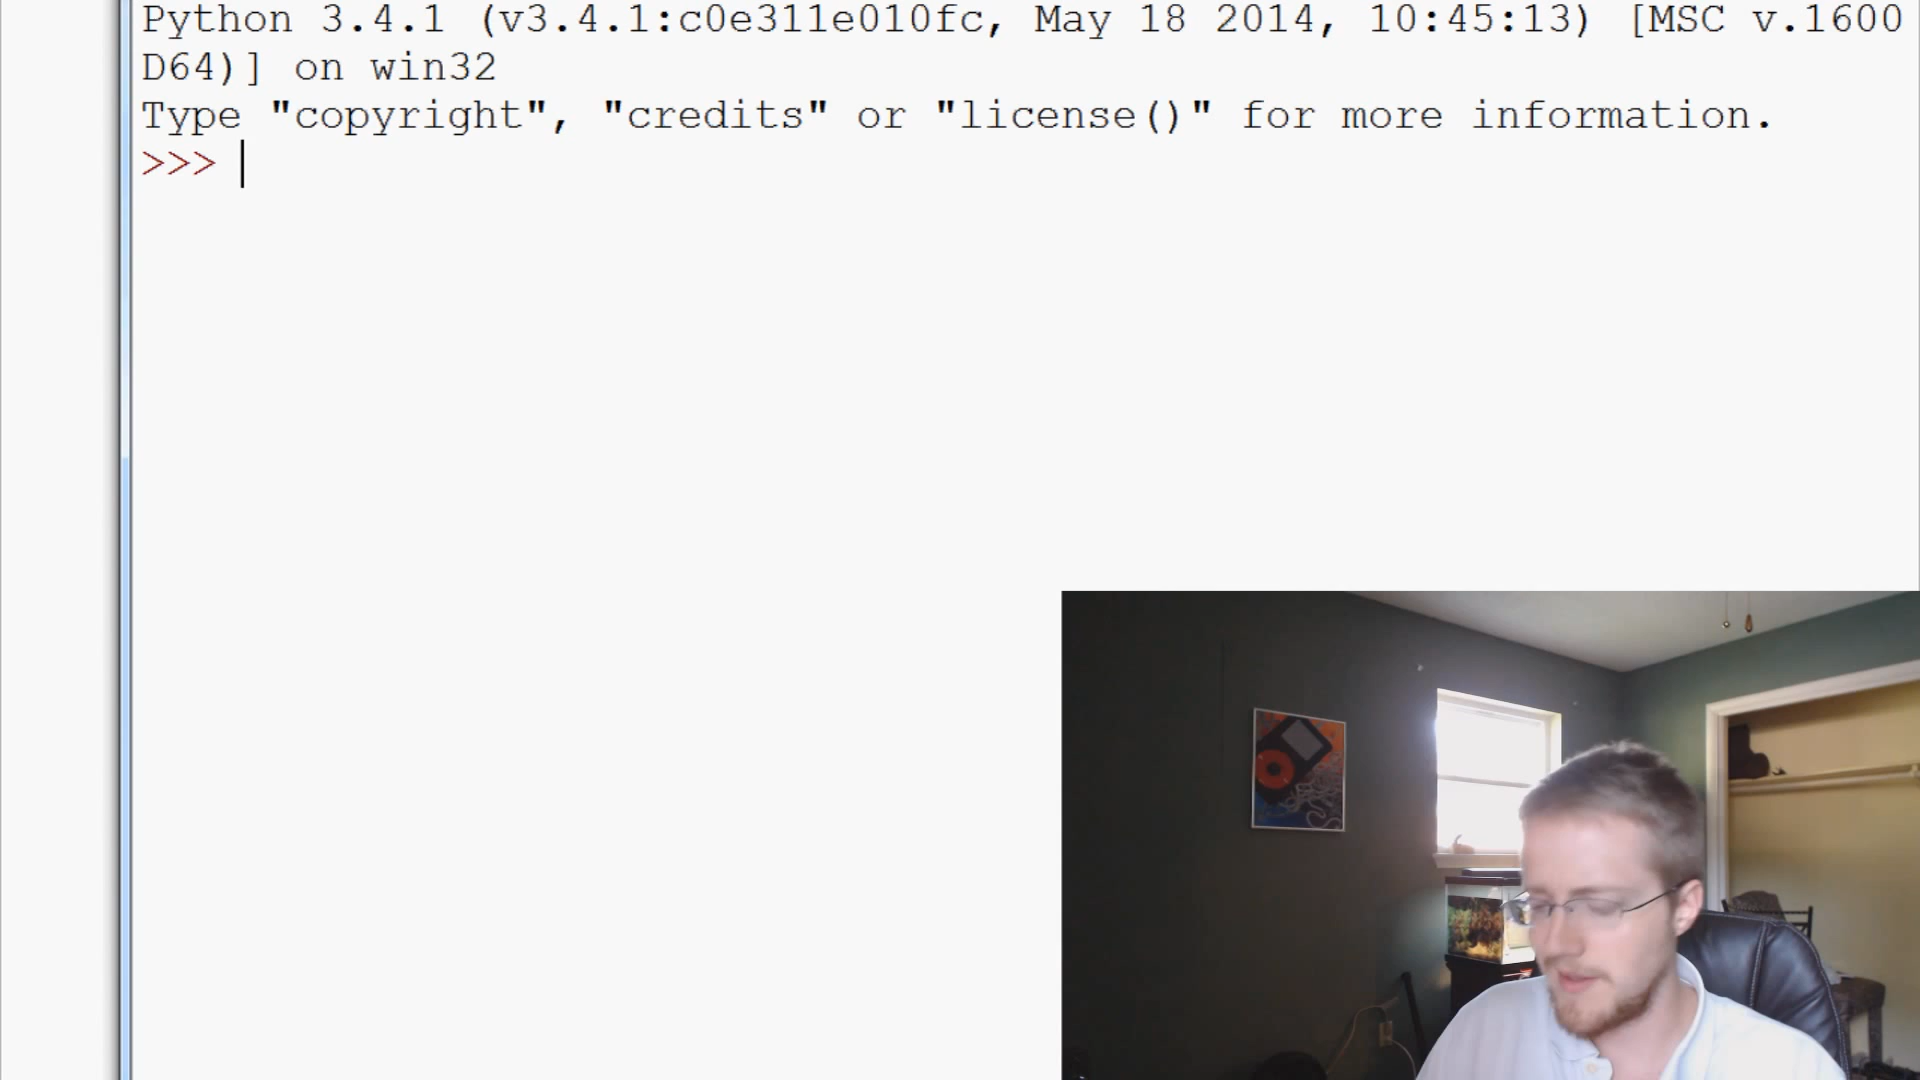 Python 3.4.1 (v3.4.1:c0e311e010fc, May 18 2014, 10:45:13) [MSC v.1600
D64)] on win32
Type "copyright", "credits" or "license()" for more information.
>>>